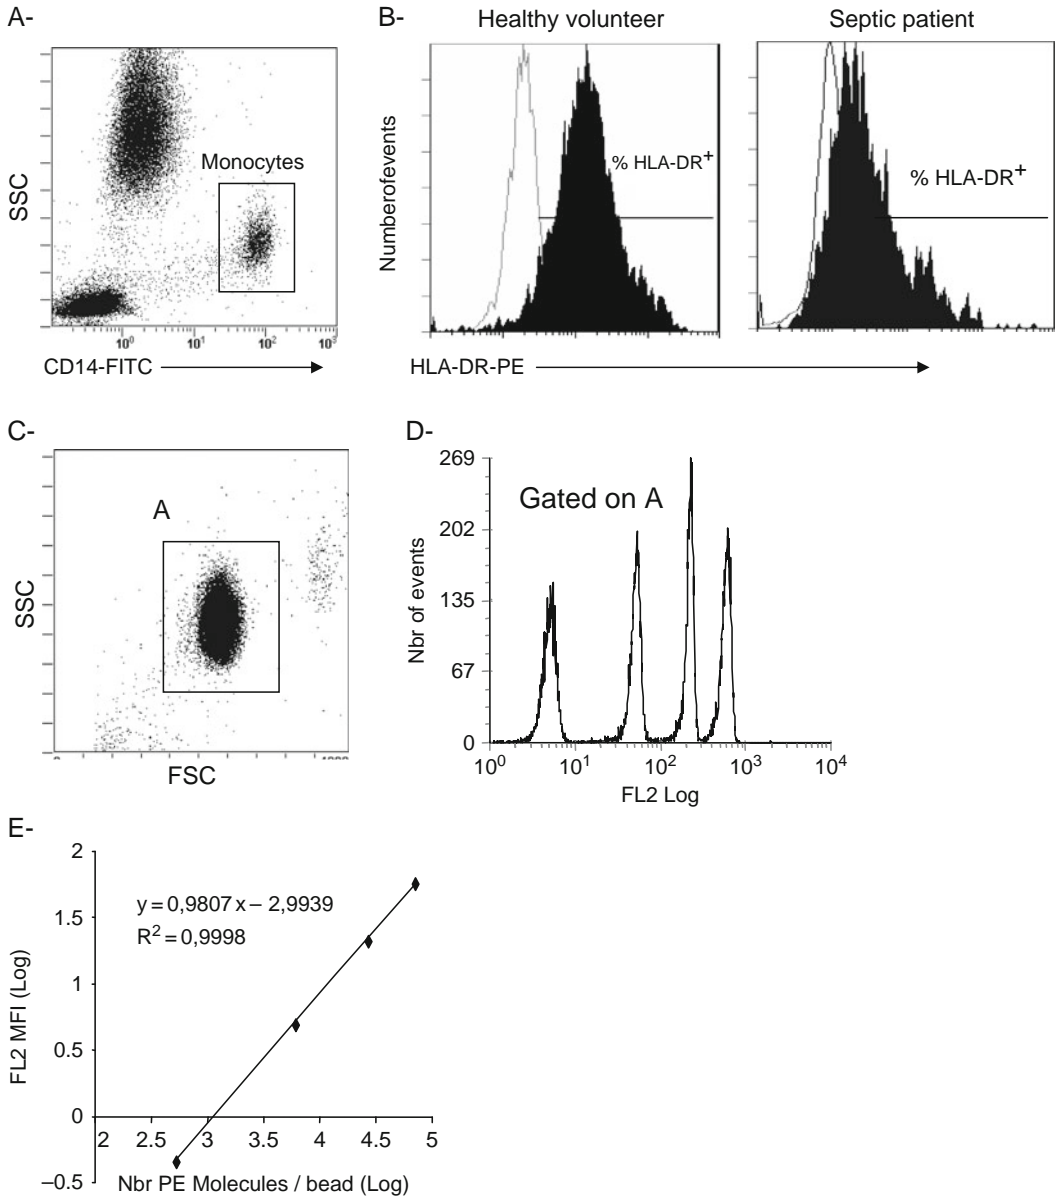 A-
SSC
Monocytes
10⁰ 10¹ 10² 10³
CD14-FITC
B-
Healthy volunteer
Septic patient
Numberofevents
% HLA-DR⁺
% HLA-DR⁺
HLA-DR-PE
C-
SSC
A
FSC
D-
Gated on A
Nbr of events
269
202
135
67
0
10⁰ 10¹ 10² 10³ 10⁴
FL2 Log
E-
FL2 MFI (Log)
2
1.5
1
0.5
0
–0.5
y = 0,9807 x – 2,9939
R² = 0,9998
2 2.5 3 3.5 4 4.5 5
Nbr PE Molecules / bead (Log)